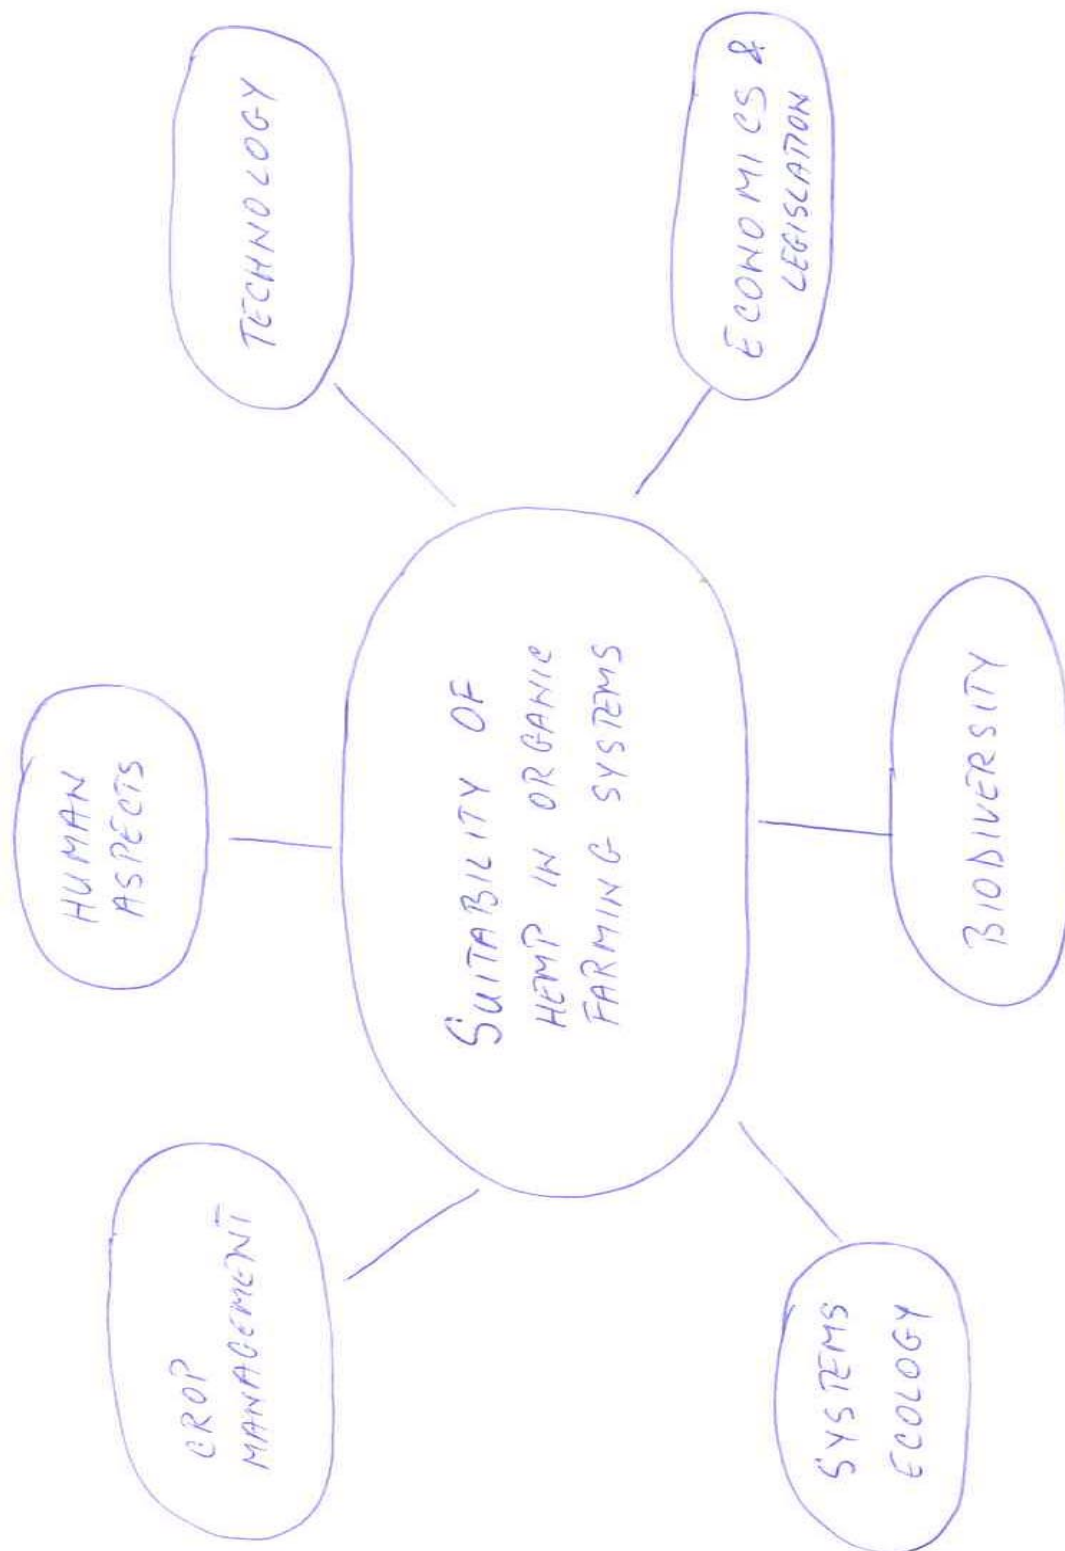 CROP
MANAGEMENT
HUMAN
ASPECTS
TECHNOLOGY
SUITABILITY OF
HEMP IN ORGANIC
FARMING SYSTEMS
SYSTEMS
ECOLOGY
BIODIVERSITY
ECONOMICS &
LEGISLATION